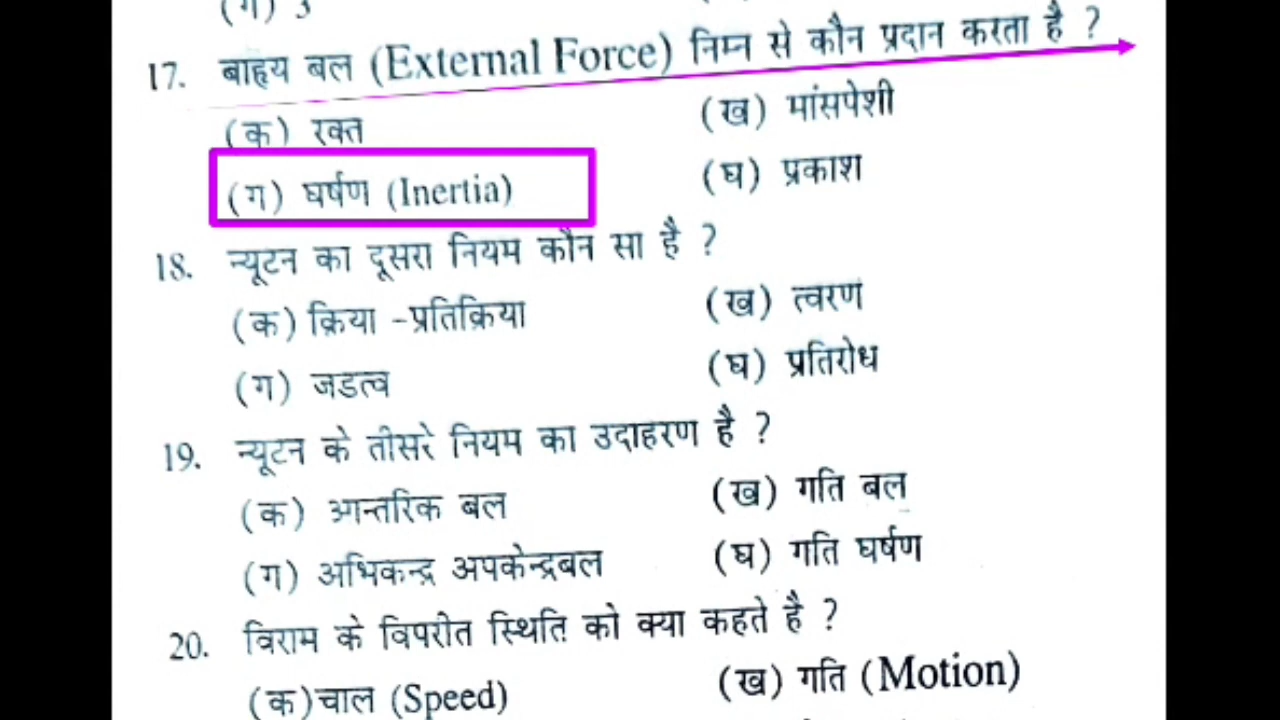 (ग) 3
17. बाह्य बल (External Force) निम्न से कौन प्रदान करता है ?
(क) रक्त (ख) मांसपेशी
(ग) घर्षण (Inertia) (घ) प्रकाश
18. न्यूटन का दूसरा नियम कौन सा है ?
(क) क्रिया -प्रतिक्रिया (ख) त्वरण
(ग) जडत्व (घ) प्रतिरोध
19. न्यूटन के तीसरे नियम का उदाहरण है ?
(क) आन्तरिक बल (ख) गति बल
(ग) अभिकन्द्र अपकेन्द्रबल (घ) गति घर्षण
20. विराम के विपरीत स्थिति को क्या कहते है ?
(क)चाल (Speed) (ख) गति (Motion)